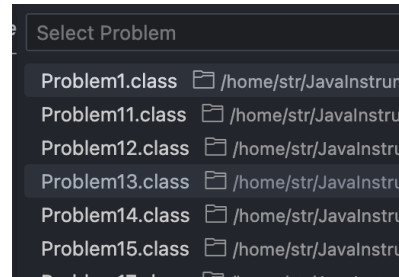 Select Problem
Problem1.class /home/str/JavaInstrur
Problem11.class /home/str/JavaInstru
Problem12.class /home/str/JavaInstru
Problem13.class /home/str/JavaInstru
Problem14.class /home/str/JavaInstru
Problem15.class /home/str/JavaInstru